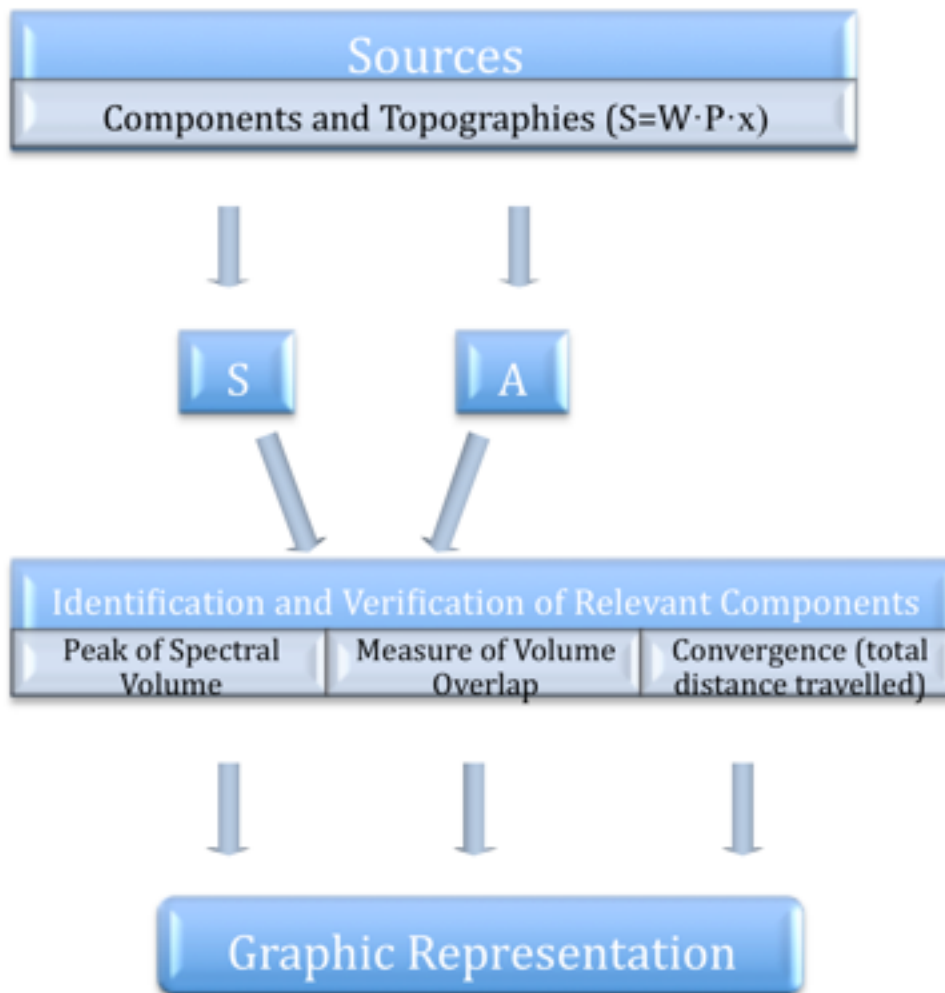 Sources
Components and Topographies (S=W·P·x)
S
A
Identification and Verification of Relevant Components
Peak of Spectral
Volume
Measure of Volume
Overlap
Convergence (total
distance travelled)
Graphic Representation